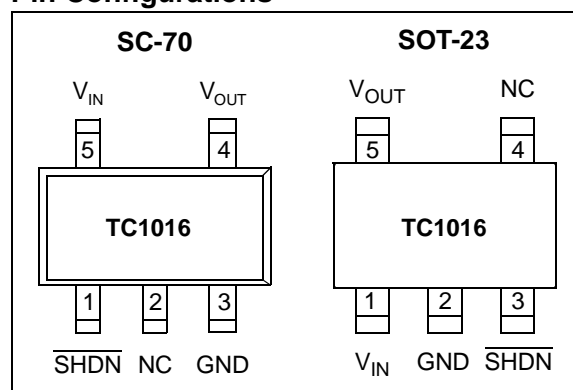 Pin Configurations
SC-70 SOT-23
VIN VOUT VOUT NC
5 4 5 4
TC1016 TC1016
1 2 3 1 2 3
SHDN NC GND VIN GND SHDN